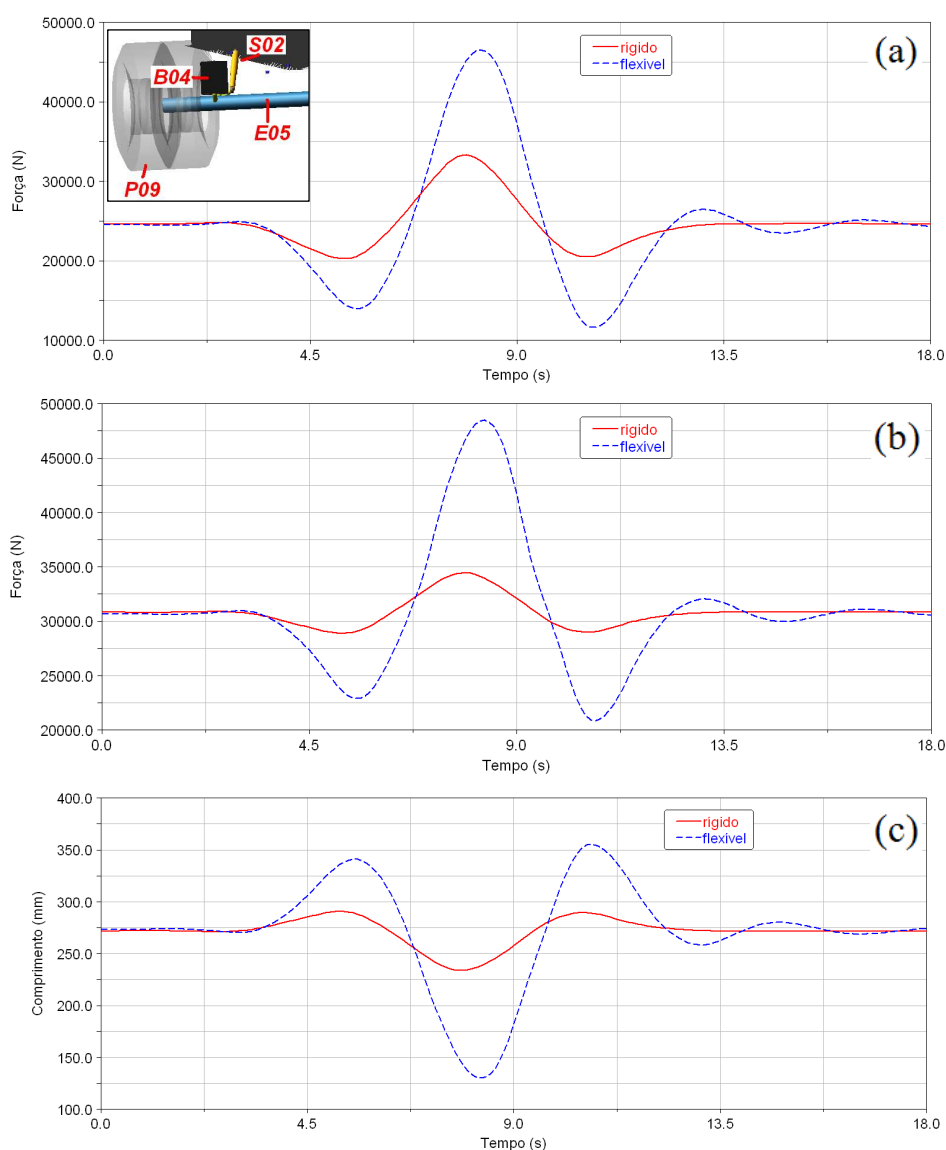 50000.0
40000.0
30000.0
20000.0
10000.0
Força (N)
S02
B04
E05
P09
rigido
flexivel
(a)
0.0 4.5 9.0 13.5 18.0
Tempo (s)
50000.0
45000.0
40000.0
35000.0
30000.0
25000.0
20000.0
Força (N)
rigido
flexivel
(b)
0.0 4.5 9.0 13.5 18.0
Tempo (s)
400.0
350.0
300.0
250.0
200.0
150.0
100.0
Comprimento (mm)
rigido
flexivel
(c)
0.0 4.5 9.0 13.5 18.0
Tempo (s)